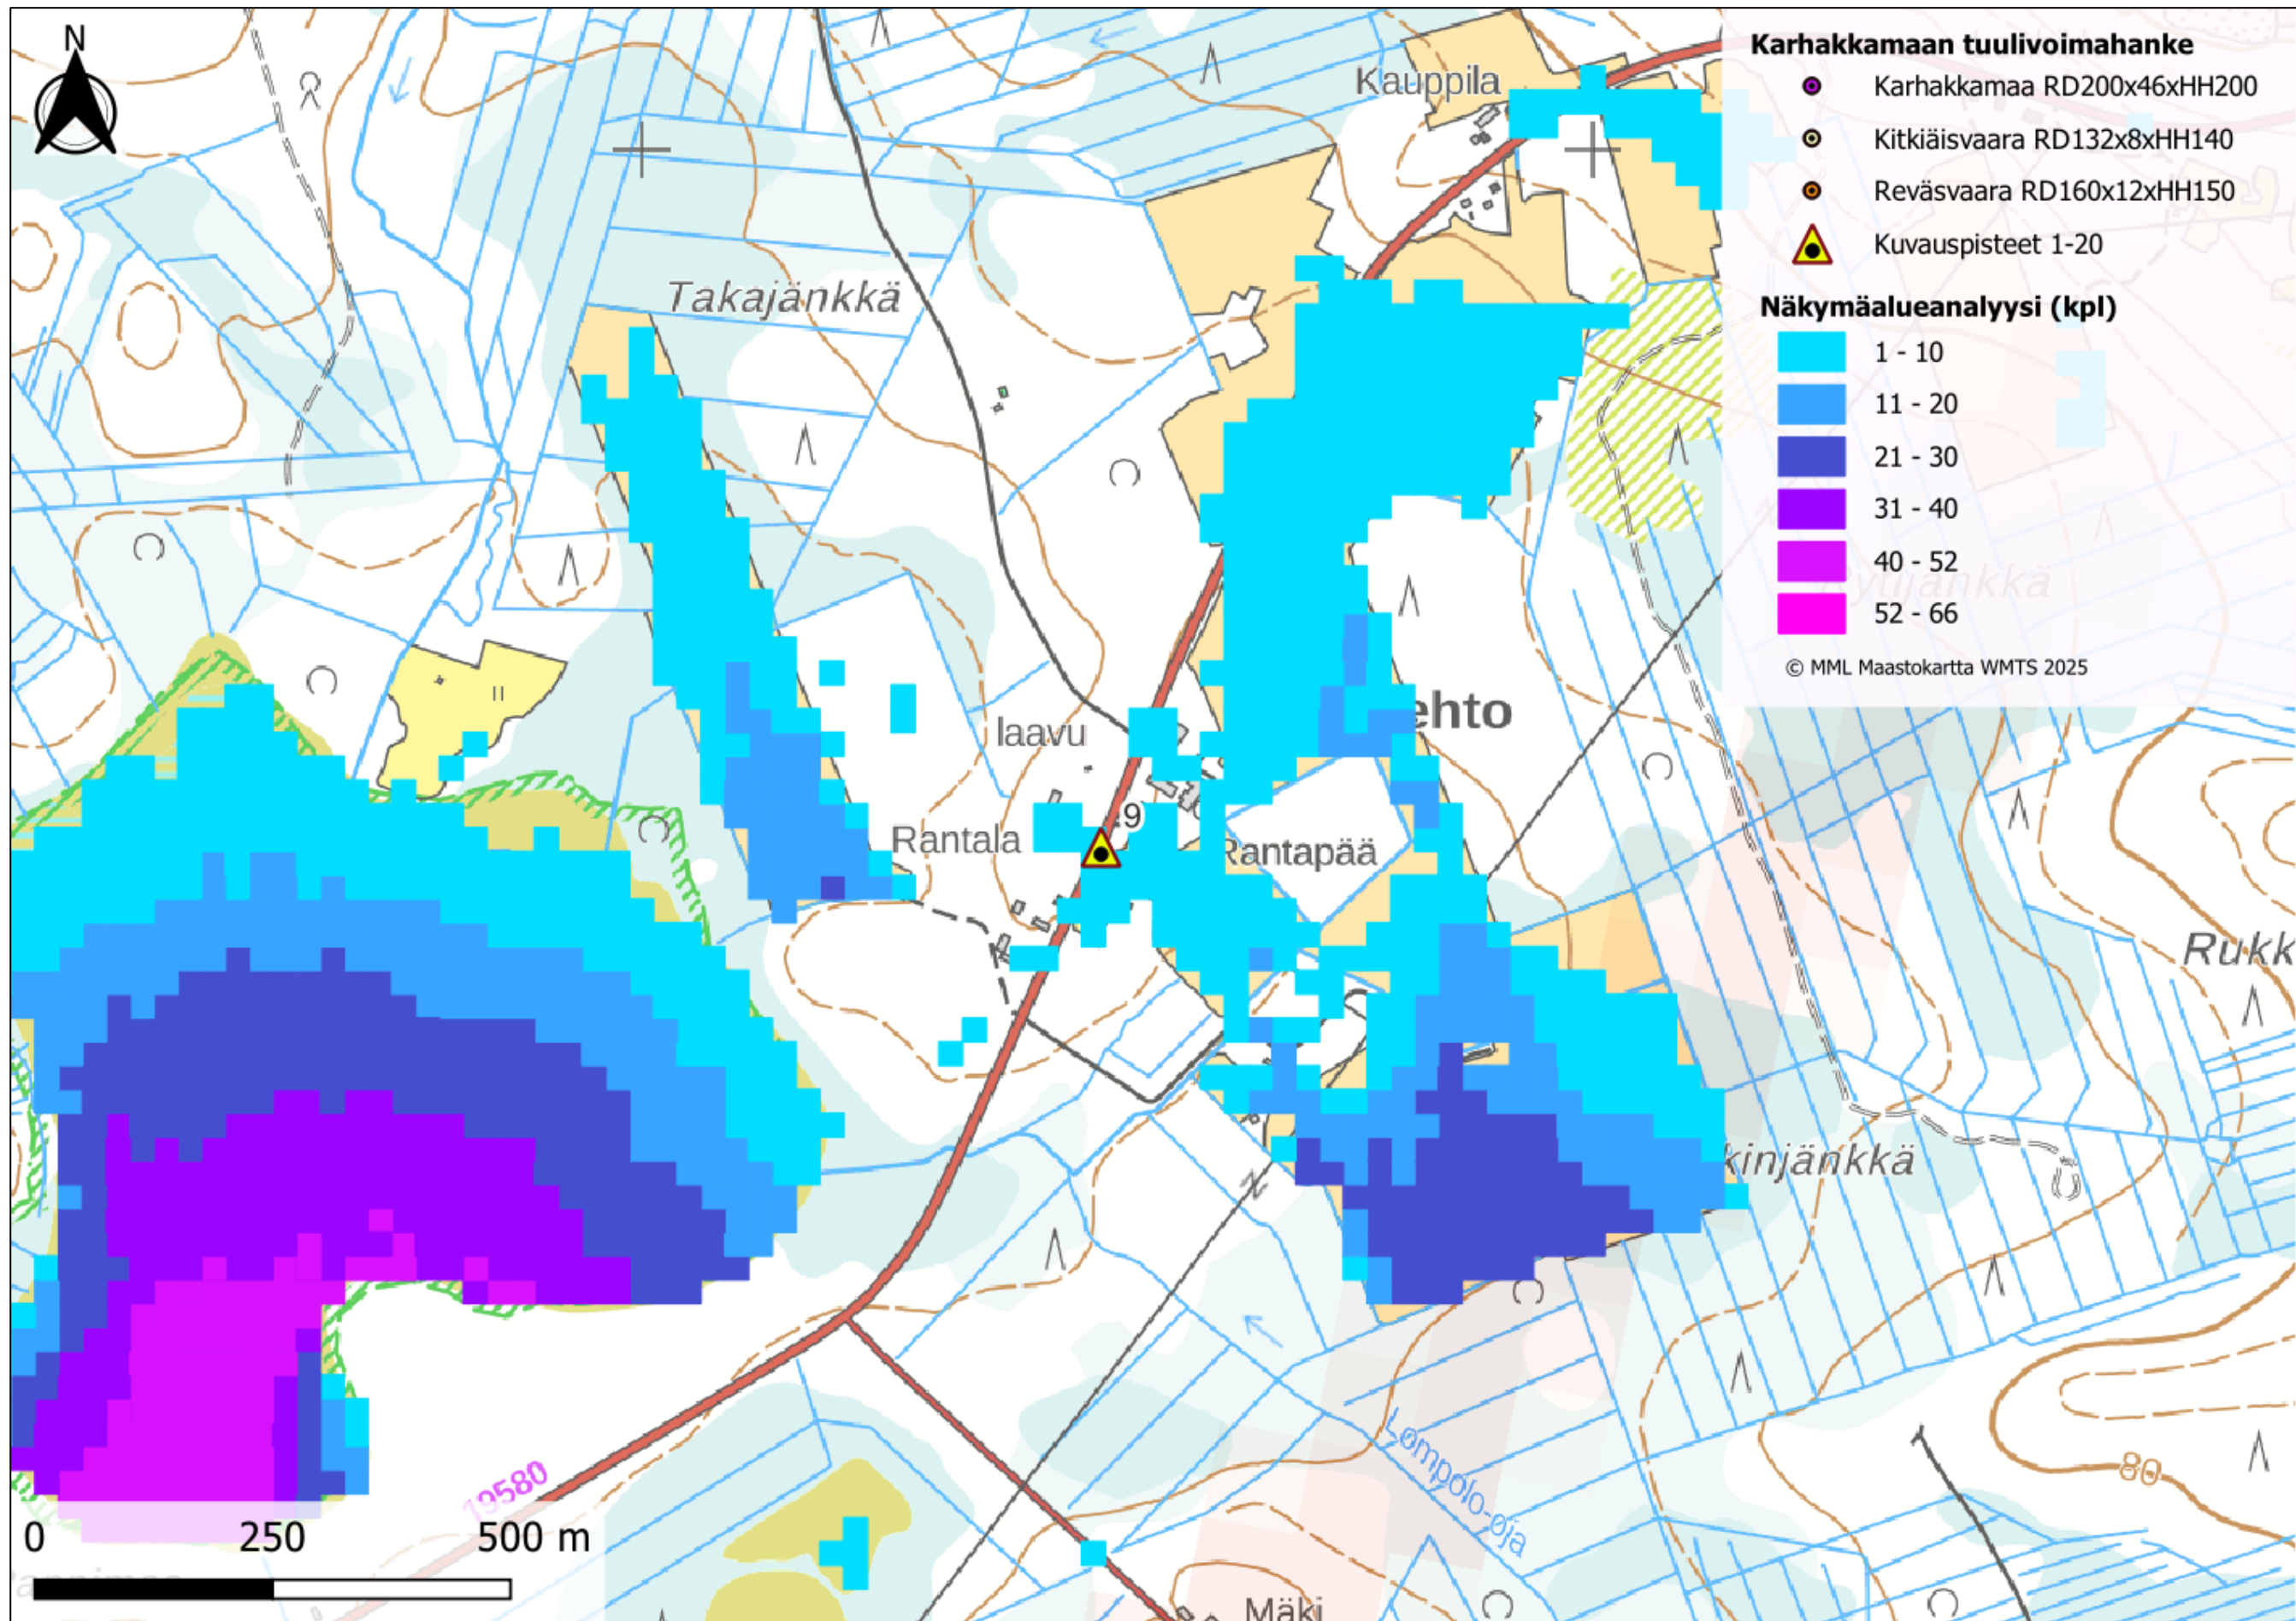 N
Karhakkamaan tuulivoimahanke
Karhakkamaa RD200x46xHH200
Kitkiäisvaara RD132x8xHH140
Reväsvaara RD160x12xHH150
Kuvauspisteet 1-20
Näkymäalueanalyysi (kpl)
1 - 10
11 - 20
21 - 30
31 - 40
40 - 52
52 - 66
© MML Maastokartta WMTS 2025
Kauppila
Takajänkkä
ehto
laavu
9
Rantala
Rantapää
Rukk
kinjänkkä
Lompolo-oja
80
19580
Mäki
0 250 500 m